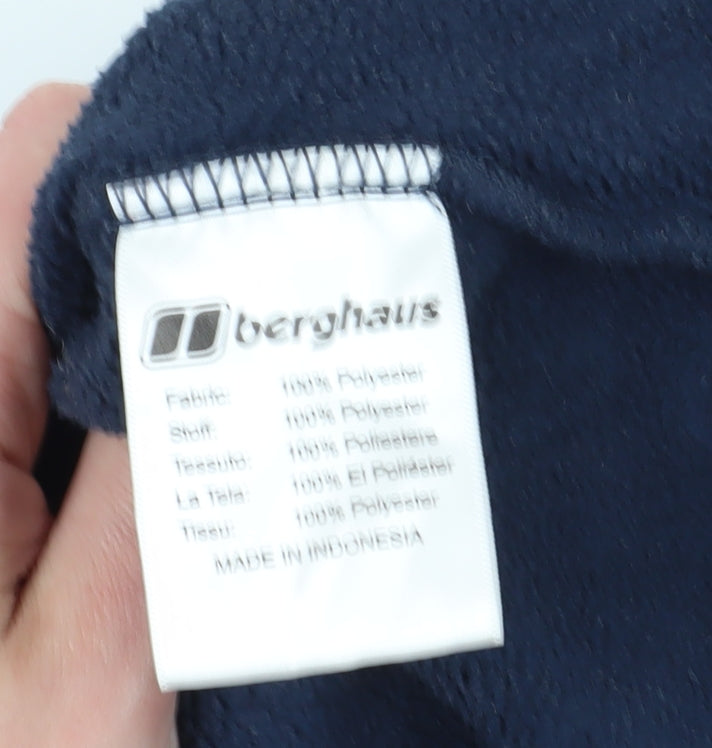 berghaus
Fabric: 100% Polyester
Stoff: 100% Polyester
Tessuto: 100% Poliestere
La Tela: 100% El Poliéster
Tissu: 100% Polyester
MADE IN INDONESIA